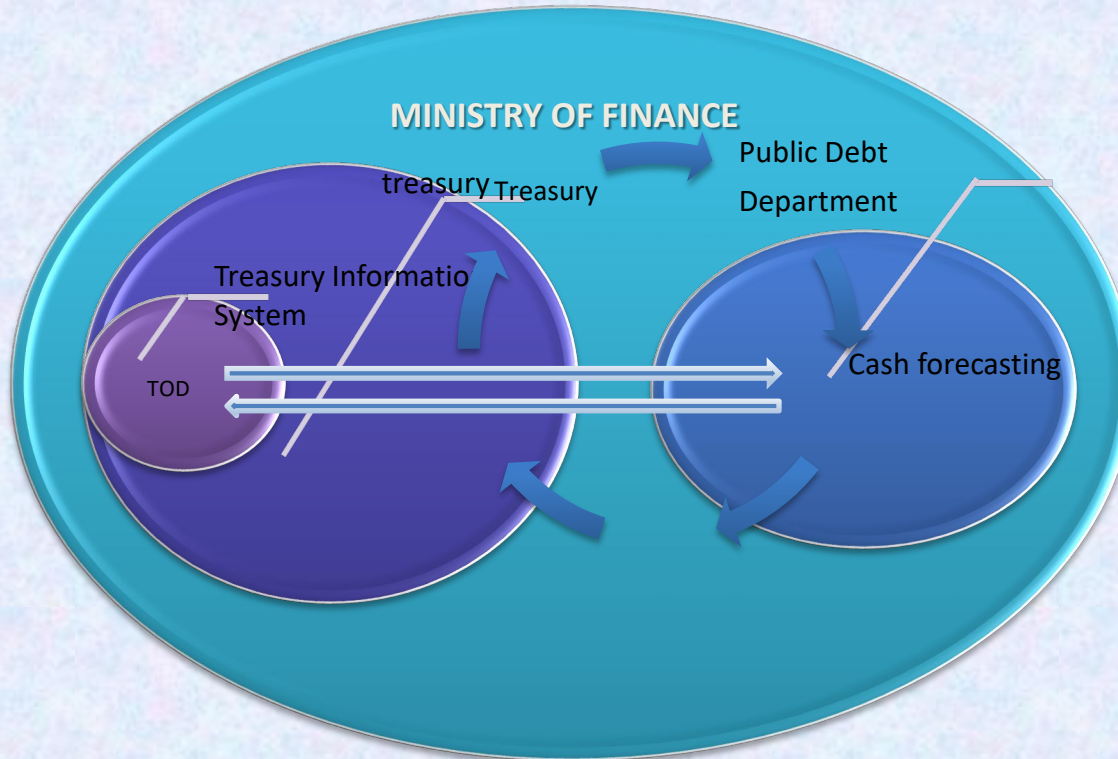 MINISTRY OF FINANCE
Public Debt
Department
treasury Treasury
Treasury Informatio
System
Cash forecasting
TOD